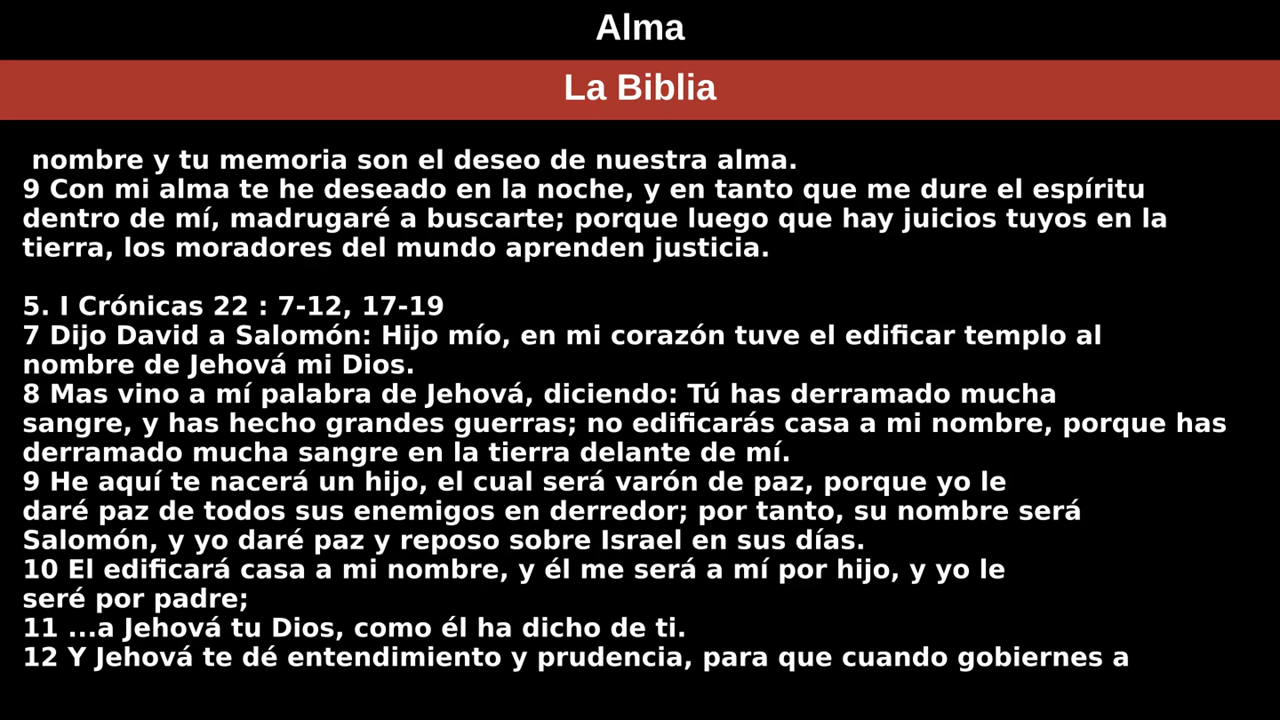 Alma
La Biblia
nombre y tu memoria son el deseo de nuestra alma.
9 Con mi alma te he deseado en la noche, y en tanto que me dure el espíritu
dentro de mí, madrugaré a buscarte; porque luego que hay juicios tuyos en la
tierra, los moradores del mundo aprenden justicia.
5. I Crónicas 22 : 7-12, 17-19
7 Dijo David a Salomón: Hijo mío, en mi corazón tuve el edificar templo al
nombre de Jehová mi Dios.
8 Mas vino a mí palabra de Jehová, diciendo: Tú has derramado mucha
sangre, y has hecho grandes guerras; no edificarás casa a mi nombre, porque has
derramado mucha sangre en la tierra delante de mí.
9 He aquí te nacerá un hijo, el cual será varón de paz, porque yo le
daré paz de todos sus enemigos en derredor; por tanto, su nombre será
Salomón, y yo daré paz y reposo sobre Israel en sus días.
10 El edificará casa a mi nombre, y él me será a mí por hijo, y yo le
seré por padre;
11 ...a Jehová tu Dios, como él ha dicho de ti.
12 Y Jehová te dé entendimiento y prudencia, para que cuando gobiernes a